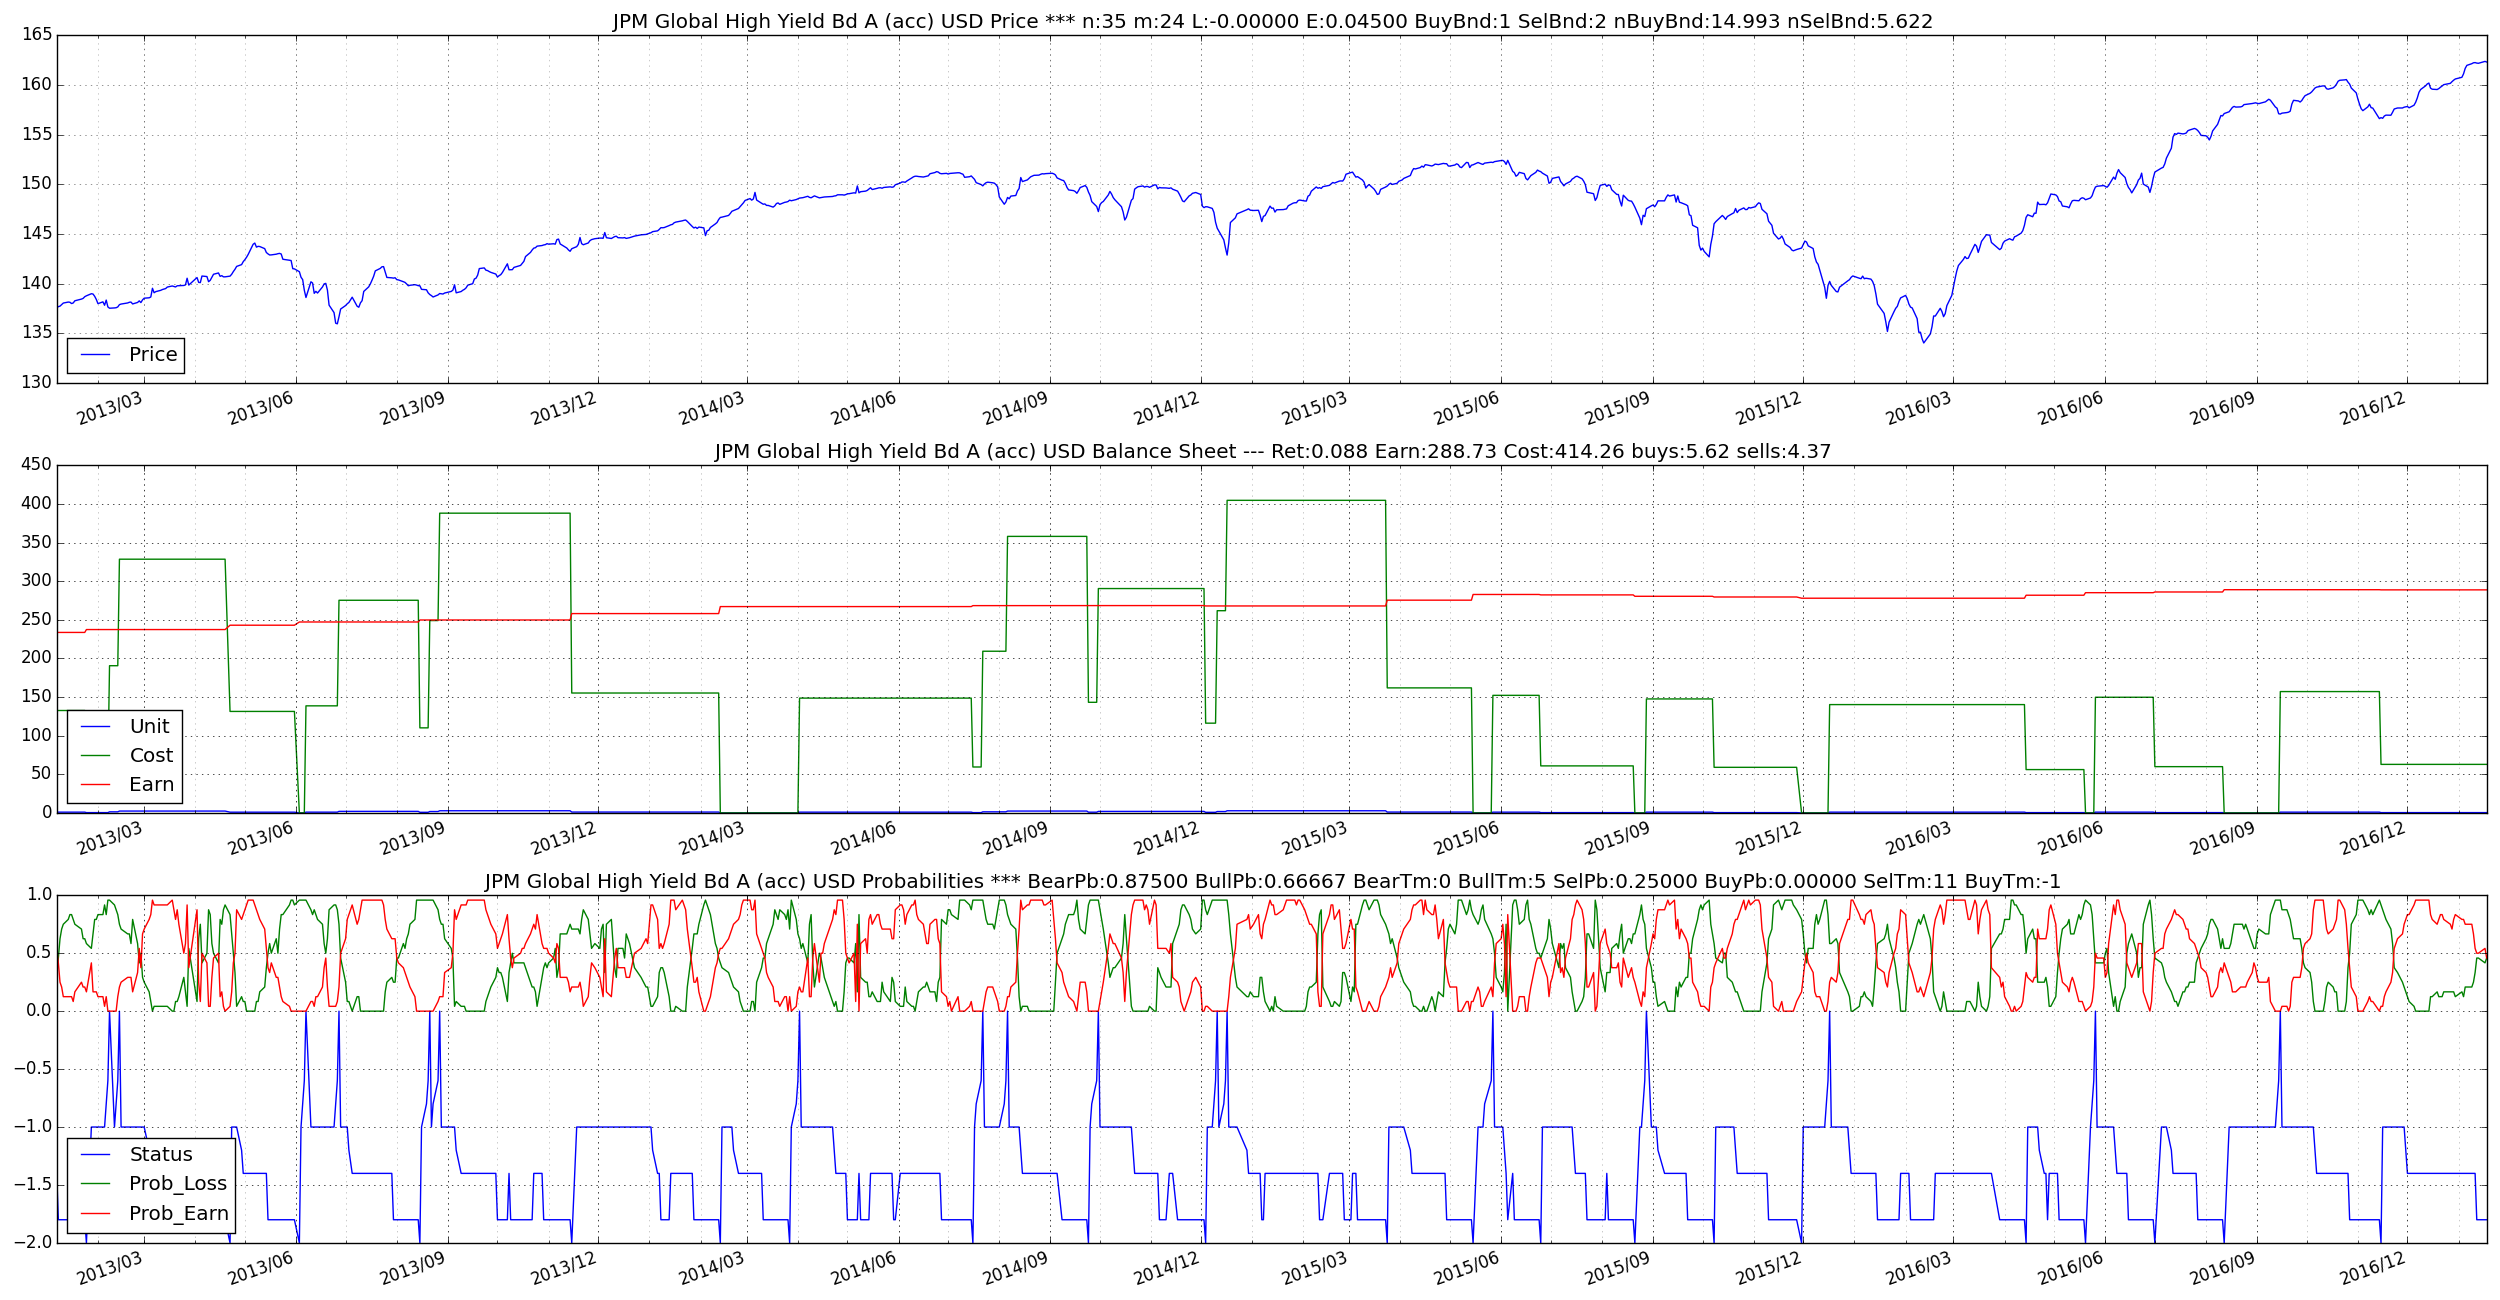 JPM Global High Yield Bd A (acc) USD Price *** n:35 m:24 L:-0.00000 E:0.04500 BuyBnd:1 SelBnd:2 nBuyBnd:14.993 nSelBnd:5.622
165
160
155
150
145
140
135
130
Price
2013/03 2013/06 2013/09 2013/12 2014/03 2014/06 2014/09 2014/12 2015/03 2015/06 2015/09 2015/12 2016/03 2016/06 2016/09 2016/12
JPM Global High Yield Bd A (acc) USD Balance Sheet --- Ret:0.088 Earn:288.73 Cost:414.26 buys:5.62 sells:4.37
450
400
350
300
250
200
150
100
50
0
Unit
Cost
Earn
2013/03 2013/06 2013/09 2013/12 2014/03 2014/06 2014/09 2014/12 2015/03 2015/06 2015/09 2015/12 2016/03 2016/06 2016/09 2016/12
JPM Global High Yield Bd A (acc) USD Probabilities *** BearPb:0.87500 BullPb:0.66667 BearTm:0 BullTm:5 SelPb:0.25000 BuyPb:0.00000 SelTm:11 BuyTm:-1
1.0
0.5
0.0
−0.5
−1.0
−1.5
−2.0
Status
Prob_Loss
Prob_Earn
2013/03 2013/06 2013/09 2013/12 2014/03 2014/06 2014/09 2014/12 2015/03 2015/06 2015/09 2015/12 2016/03 2016/06 2016/09 2016/12